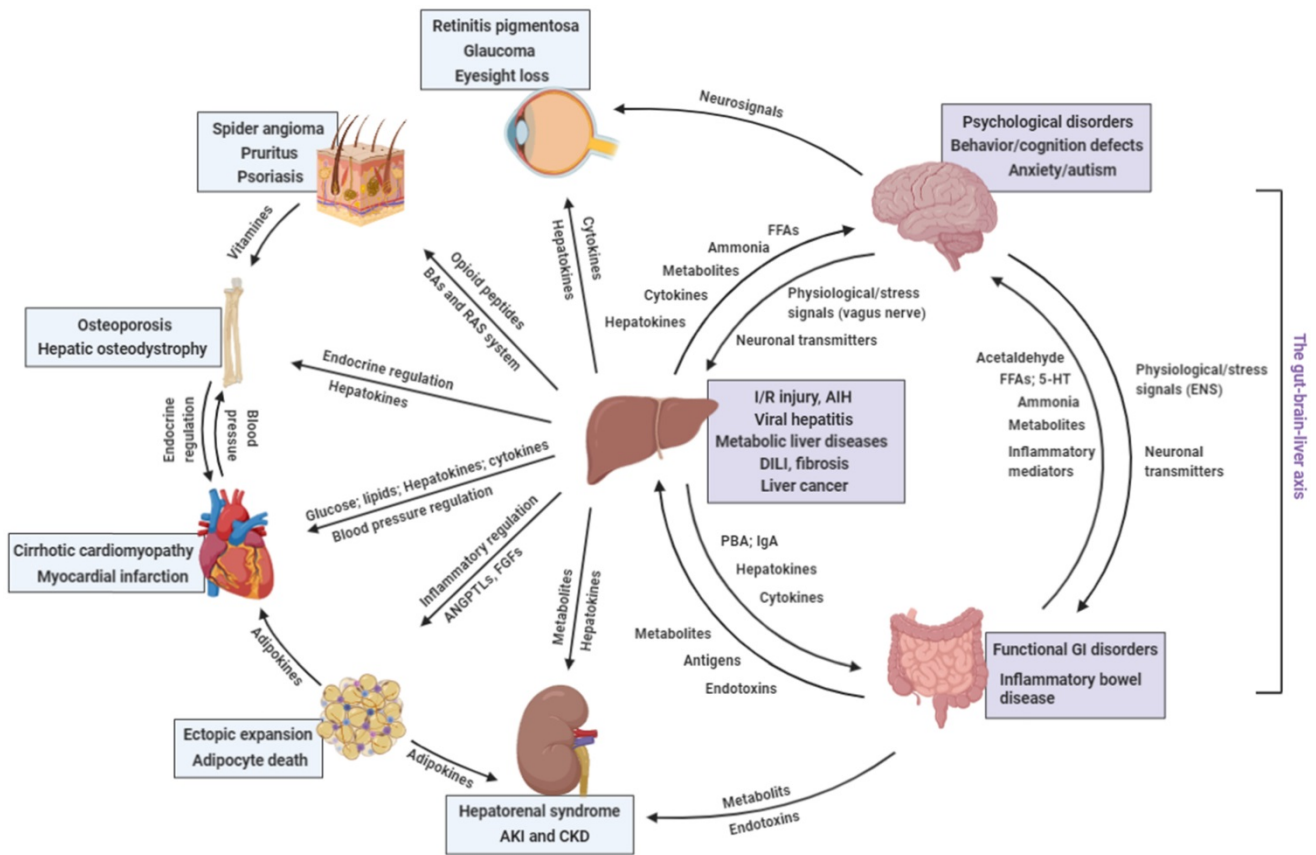 Retinitis pigmentosa
Glaucoma
Eyesight loss
Neurosignals
Psychological disorders
Behavior/cognition defects
Anxiety/autism
Spider angioma
Pruritus
Psoriasis
Vitamines
Opioid peptides
BAs and RAS system
Cytokines
Hepatokines
FFAs
Ammonia
Metabolites
Cytokines
Hepatokines
Physiological/stress
signals (vagus nerve)
Neuronal transmitters
Osteoporosis
Hepatic osteodystrophy
Endocrine regulation
Hepatokines
I/R injury, AIH
Viral hepatitis
Metabolic liver diseases
DILI, fibrosis
Liver cancer
Acetaldehyde
FFAs; 5-HT
Ammonia
Metabolites
Inflammatory
mediators
Physiological/stress
signals (ENS)
Neuronal
transmitters
The gut-brain-liver axis
Endocrine
regulation
Blood
pressue
Glucose; lipids; Hepatokines; cytokines
Blood pressure regulation
Cirrhotic cardiomyopathy
Myocardial infarction
Inflammatory regulation
ANGPTLs, FGFs
Metabolites
Hepatokines
PBA; IgA
Hepatokines
Cytokines
Metabolites
Antigens
Endotoxins
Functional GI disorders
Inflammatory bowel
disease
Adipokines
Ectopic expansion
Adipocyte death
Adipokines
Hepatorenal syndrome
AKI and CKD
Metabolits
Endotoxins